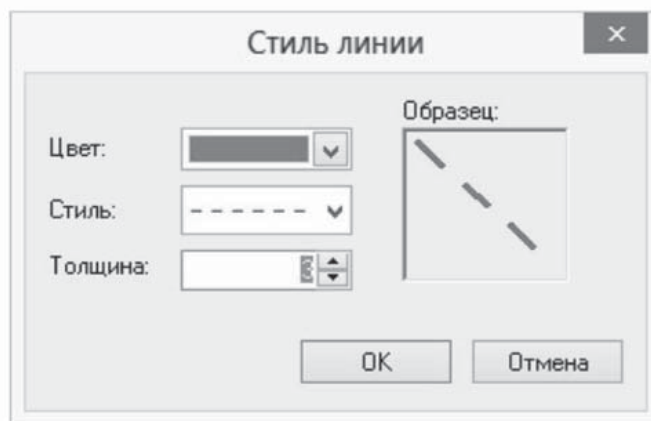 Стиль линии
Образец:
Цвет:
Стиль:
Толщина:
OK
Отмена